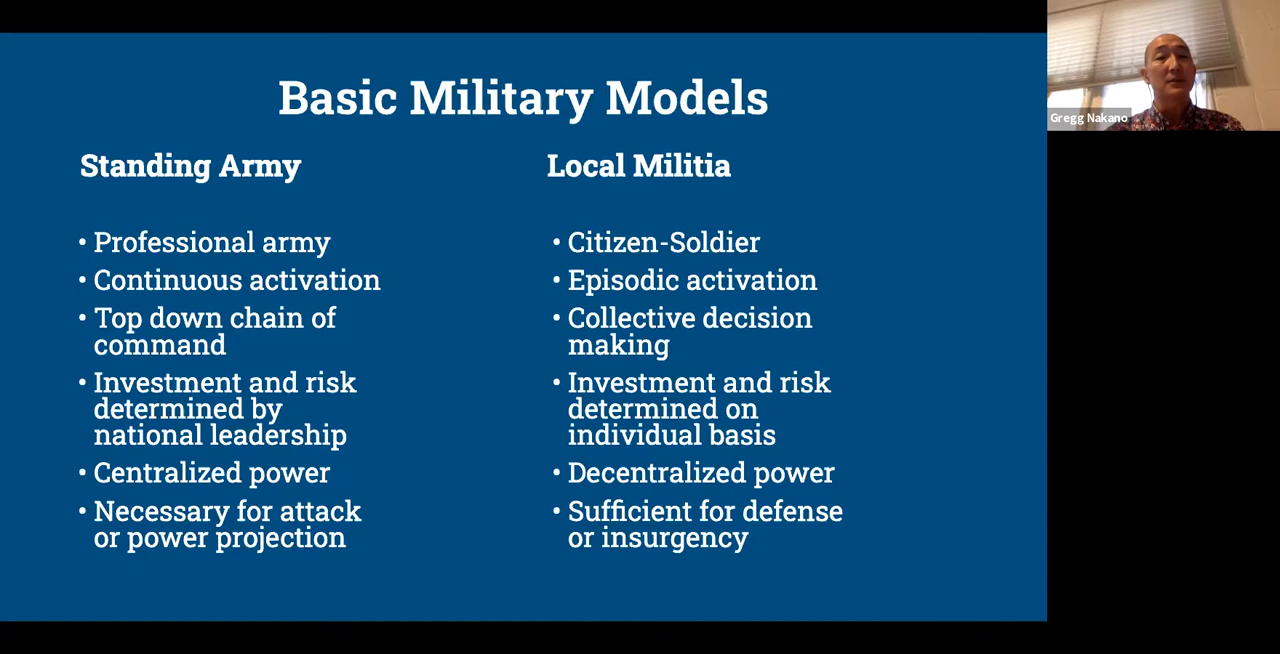 Basic Military Models
Standing Army
• Professional army
• Continuous activation
• Top down chain of
command
• Investment and risk
determined by
national leadership
• Centralized power
• Necessary for attack
or power projection
Local Militia
• Citizen-Soldier
• Episodic activation
• Collective decision
making
• Investment and risk
determined on
individual basis
• Decentralized power
• Sufficient for defense
or insurgency
Gregg Nakano